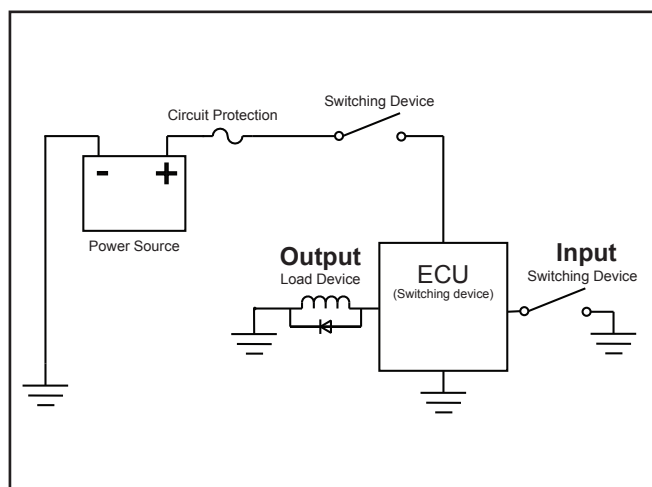 Switching Device
Circuit Protection
- +
Power Source
Output
Load Device
ECU
(Switching device)
Input
Switching Device